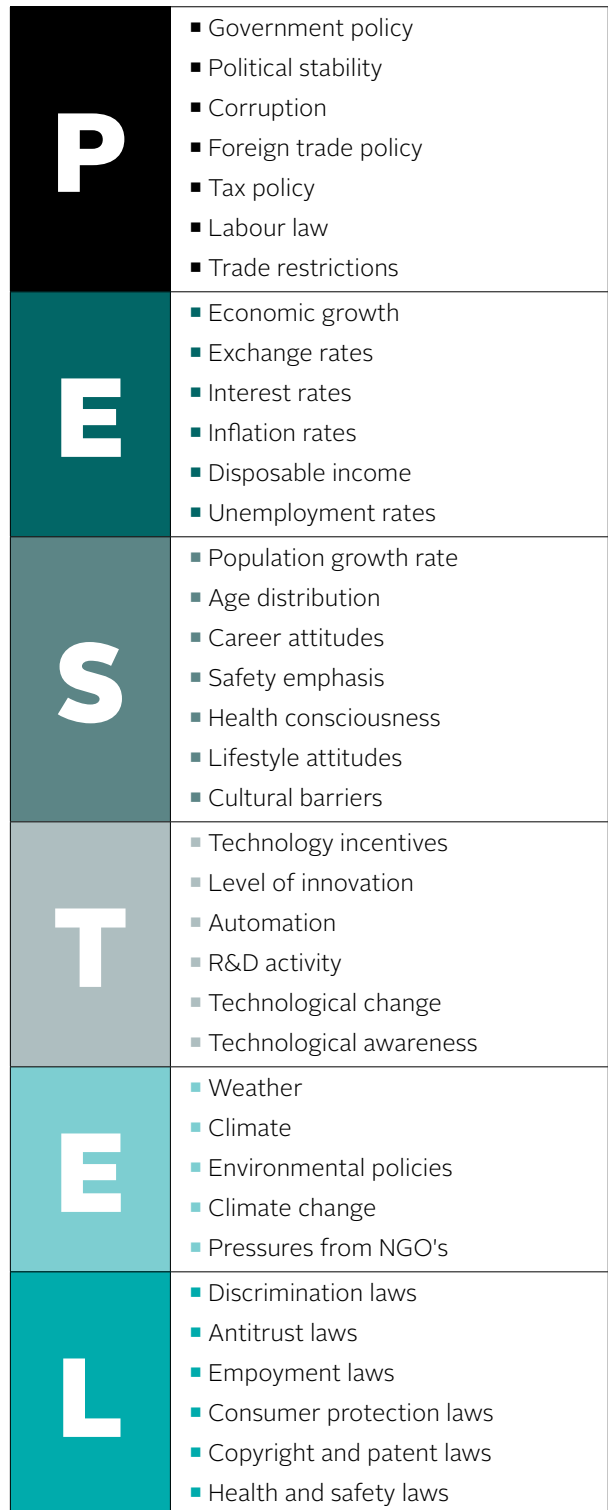 P
■ Government policy
■ Political stability
■ Corruption
■ Foreign trade policy
■ Tax policy
■ Labour law
■ Trade restrictions
E
■ Economic growth
■ Exchange rates
■ Interest rates
■ Inflation rates
■ Disposable income
■ Unemployment rates
S
■ Population growth rate
■ Age distribution
■ Career attitudes
■ Safety emphasis
■ Health consciousness
■ Lifestyle attitudes
■ Cultural barriers
T
■ Technology incentives
■ Level of innovation
■ Automation
■ R&D activity
■ Technological change
■ Technological awareness
E
■ Weather
■ Climate
■ Environmental policies
■ Climate change
■ Pressures from NGO's
L
■ Discrimination laws
■ Antitrust laws
■ Empoyment laws
■ Consumer protection laws
■ Copyright and patent laws
■ Health and safety laws